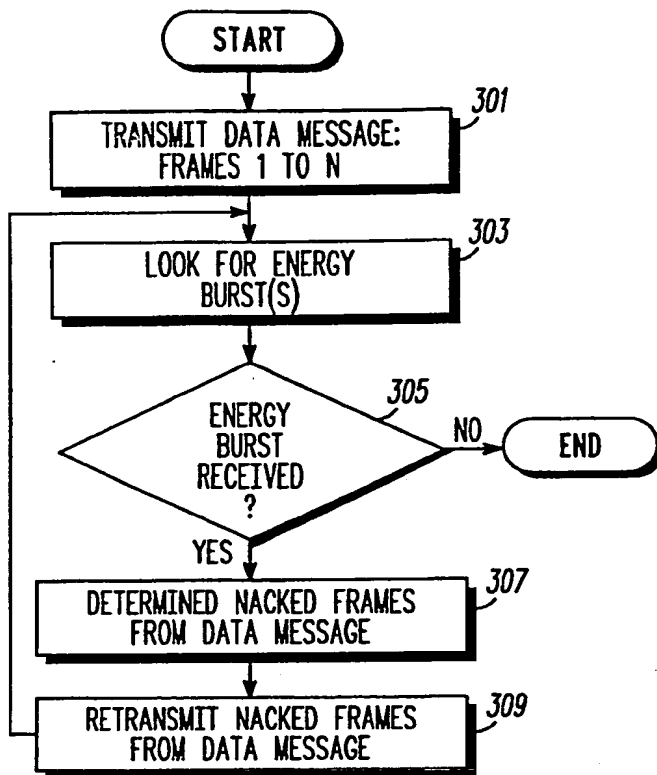 START
301
TRANSMIT DATA MESSAGE:
FRAMES 1 TO N
303
LOOK FOR ENERGY
BURST(S)
305
ENERGY
BURST
RECEIVED
?
NO
END
YES
307
DETERMINED NACKED FRAMES
FROM DATA MESSAGE
309
RETRANSMIT NACKED FRAMES
FROM DATA MESSAGE